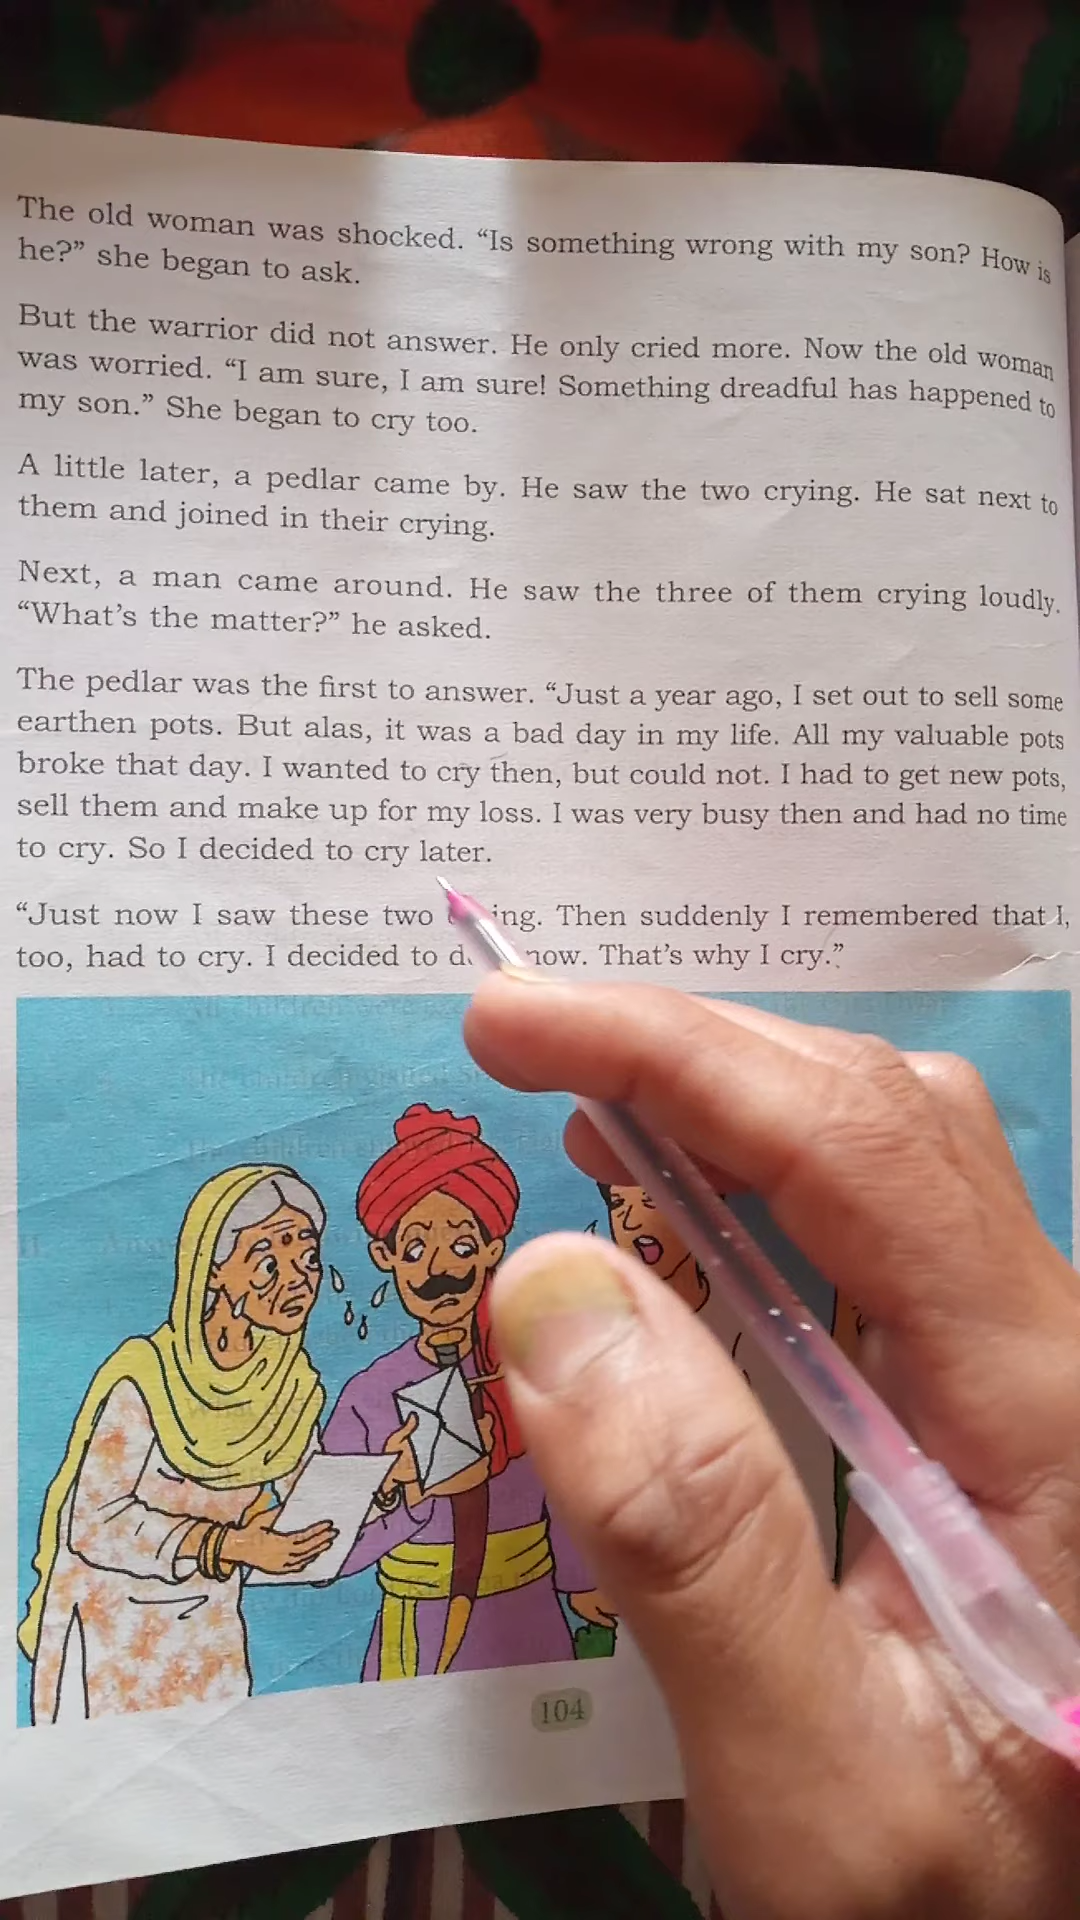 The old woman was shocked. “Is something wrong with my son? How is
he?” she began to ask.
But the warrior did not answer. He only cried more. Now the old woman
was worried. “I am sure, I am sure! Something dreadful has happened to
my son.” She began to cry too.
A little later, a pedlar came by. He saw the two crying. He sat next to
them and joined in their crying.
Next, a man came around. He saw the three of them crying loudly.
“What’s the matter?” he asked.
The pedlar was the first to answer. “Just a year ago, I set out to sell some
earthen pots. But alas, it was a bad day in my life. All my valuable pots
broke that day. I wanted to cry then, but could not. I had to get new pots,
sell them and make up for my loss. I was very busy then and had no time
to cry. So I decided to cry later.
“Just now I saw these two ing. Then suddenly I remembered that I,
too, had to cry. I decided to now. That’s why I cry.”
104